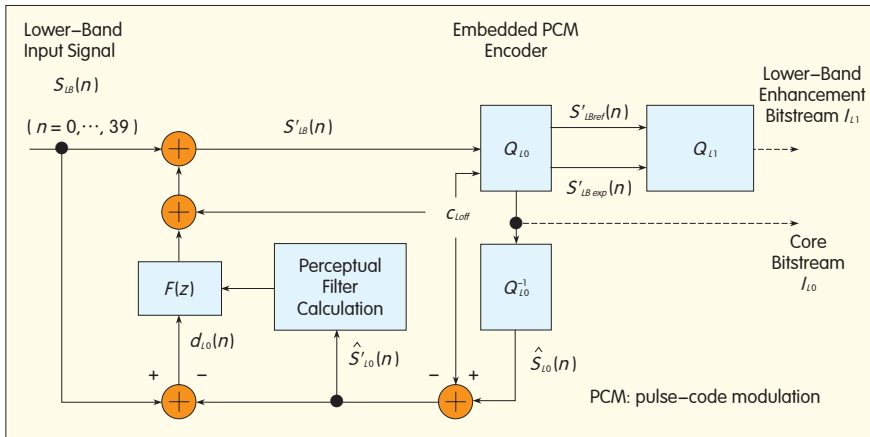 Lower–Band
Input Signal
S_LB(n)
( n = 0,···, 39 )
Embedded PCM
Encoder
S'_LB(n)
S'_LBref(n)
S'_LB exp(n)
Q_L0
Q_L1
Lower–Band
Enhancement
Bitstream I_L1
c_Loff
Core
Bitstream
I_L0
F(z)
Perceptual
Filter
Calculation
Q_L0^–1
d_L0(n)
Ŝ'_L0(n)
Ŝ_L0(n)
+
+
+ –
– +
PCM: pulse–code modulation